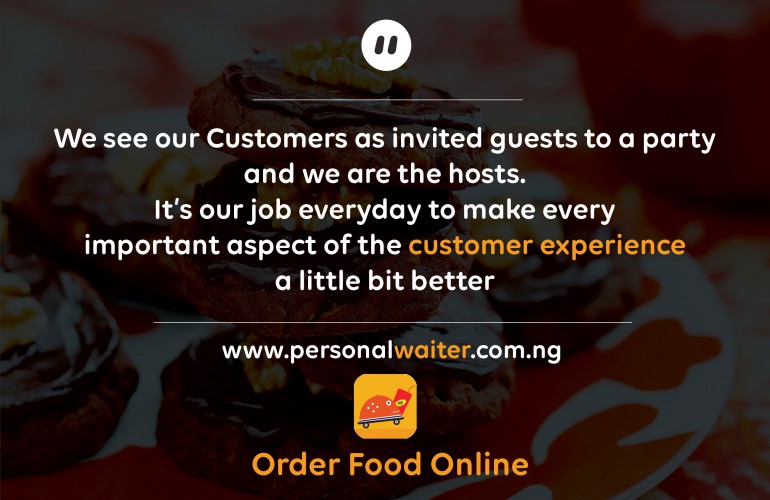 We see our Customers as invited guests to a party
and we are the hosts.
It's our job everyday to make every
important aspect of the customer experience
a little bit better
www.personalwaiter.com.ng
Order Food Online